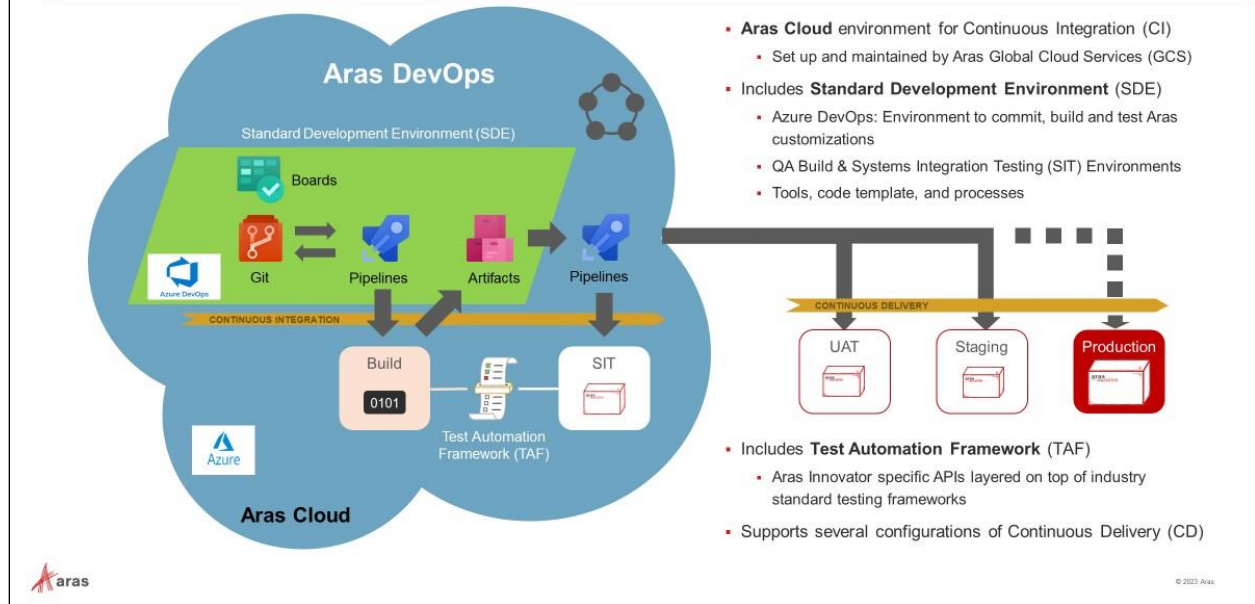 Aras DevOps
Standard Development Environment (SDE)
Boards
Git
Pipelines
Artifacts
Pipelines
Azure DevOps
CONTINUOUS INTEGRATION
Build
0101
Test Automation
Framework (TAF)
SIT
Azure
Aras Cloud
▪ Aras Cloud environment for Continuous Integration (CI)
▪ Set up and maintained by Aras Global Cloud Services (GCS)
▪ Includes Standard Development Environment (SDE)
▪ Azure DevOps: Environment to commit, build and test Aras
customizations
▪ QA Build & Systems Integration Testing (SIT) Environments
▪ Tools, code template, and processes
CONTINUOUS DELIVERY
UAT
Staging
Production
aras
INNOVATOR
▪ Includes Test Automation Framework (TAF)
▪ Aras Innovator specific APIs layered on top of industry
standard testing frameworks
▪ Supports several configurations of Continuous Delivery (CD)
aras
© 2023 Aras